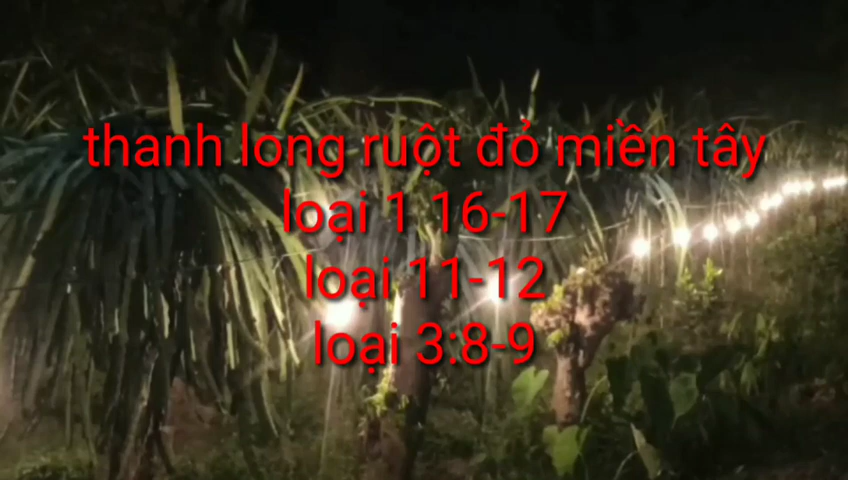 thanh long ruột đỏ miền tây
loại 1 16-17
loại 11-12
loại 3:8-9